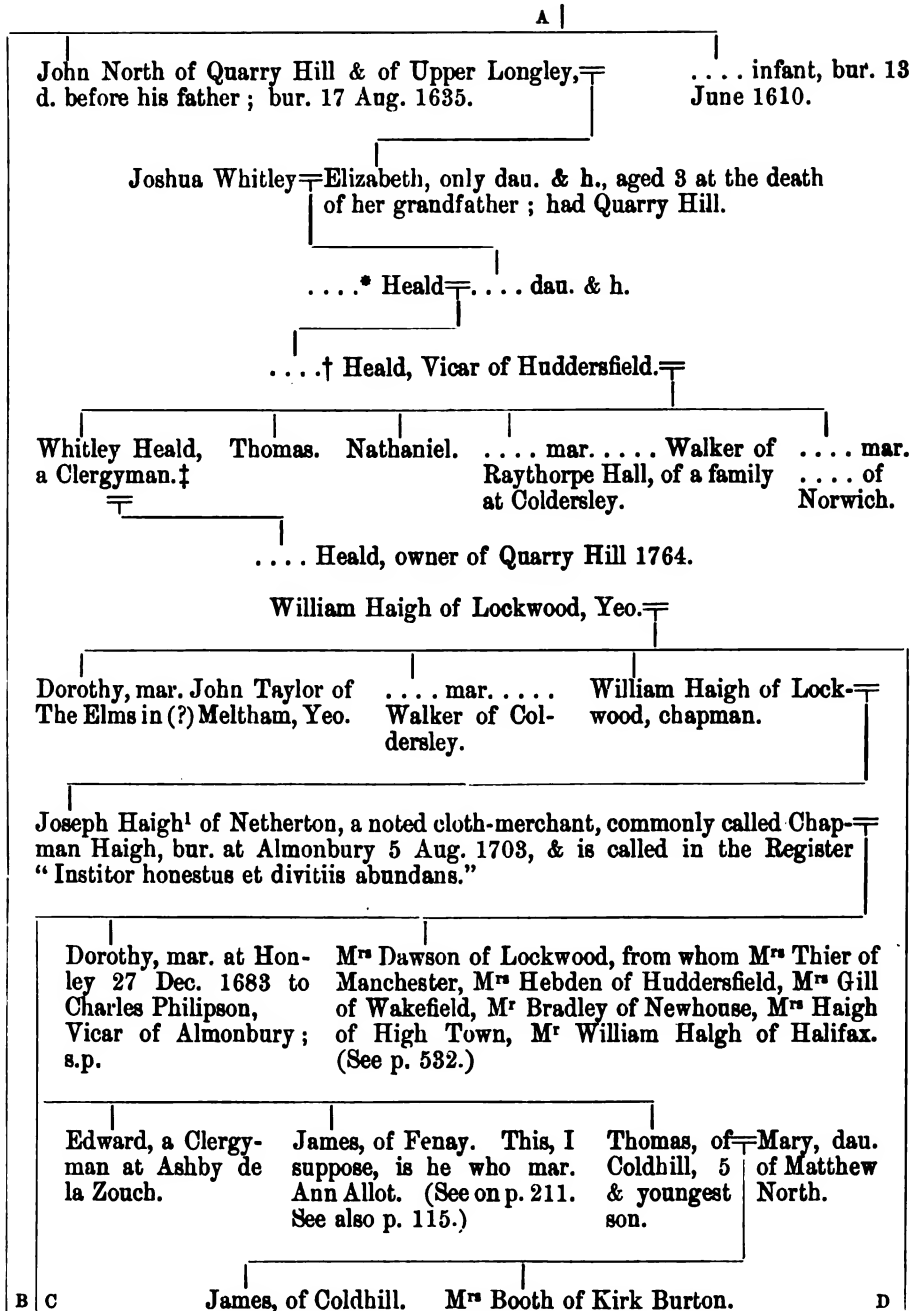 A
John North of Quarry Hill & of Upper Longley,
d. before his father ; bur. 17 Aug. 1635.
. . . . infant, bur. 13
June 1610.
Joshua Whitley
Elizabeth, only dau. & h., aged 3 at the death
of her grandfather ; had Quarry Hill.
. . . .* Heald
. . . . dau. & h.
. . . .† Heald, Vicar of Huddersfield.
Whitley Heald,
a Clergyman.‡
Thomas.
Nathaniel.
. . . . mar. . . . . Walker of
Raythorpe Hall, of a family
at Coldersley.
. . . . mar.
. . . . of
Norwich.
. . . . Heald, owner of Quarry Hill 1764.
William Haigh of Lockwood, Yeo.
Dorothy, mar. John Taylor of
The Elms in (?) Meltham, Yeo.
. . . . mar. . . . .
Walker of Col-
dersley.
William Haigh of Lock-
wood, chapman.
Joseph Haigh¹ of Netherton, a noted cloth-merchant, commonly called Chap-
man Haigh, bur. at Almonbury 5 Aug. 1703, & is called in the Register
“ Institor honestus et divitiis abundans.”
Dorothy, mar. at Hon-
ley 27 Dec. 1683 to
Charles Philipson,
Vicar of Almonbury ;
s.p.
Mʳˢ Dawson of Lockwood, from whom Mʳˢ Thier of
Manchester, Mʳˢ Hebden of Huddersfield, Mʳˢ Gill
of Wakefield, Mʳ Bradley of Newhouse, Mʳˢ Haigh
of High Town, Mʳ William Halgh of Halifax.
(See p. 532.)
Edward, a Clergy-
man at Ashby de
la Zouch.
James, of Fenay. This, I
suppose, is he who mar.
Ann Allot. (See on p. 211.
See also p. 115.)
Thomas, of
Coldhill, 5
& youngest
son.
Mary, dau.
of Matthew
North.
B C
James, of Coldhill.
Mʳˢ Booth of Kirk Burton.
D